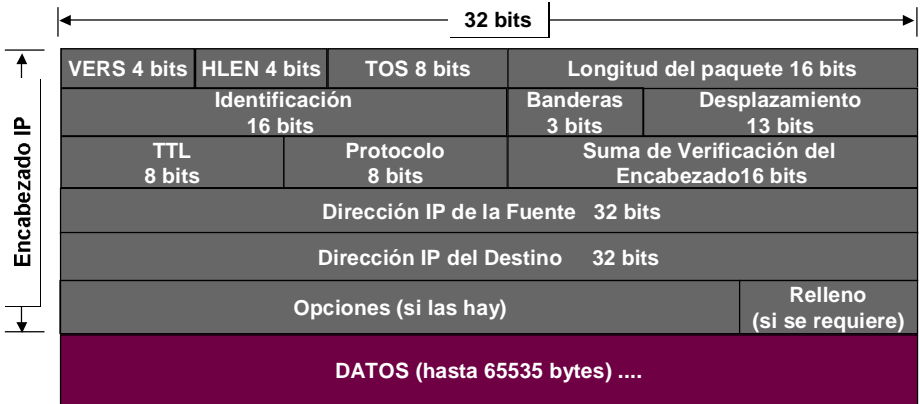 32 bits
Encabezado IP
VERS 4 bits HLEN 4 bits TOS 8 bits Longitud del paquete 16 bits
Identificación
16 bits
Banderas
3 bits
Desplazamiento
13 bits
TTL
8 bits
Protocolo
8 bits
Suma de Verificación del
Encabezado16 bits
Dirección IP de la Fuente 32 bits
Dirección IP del Destino 32 bits
Opciones (si las hay)
Relleno
(si se requiere)
DATOS (hasta 65535 bytes) ....